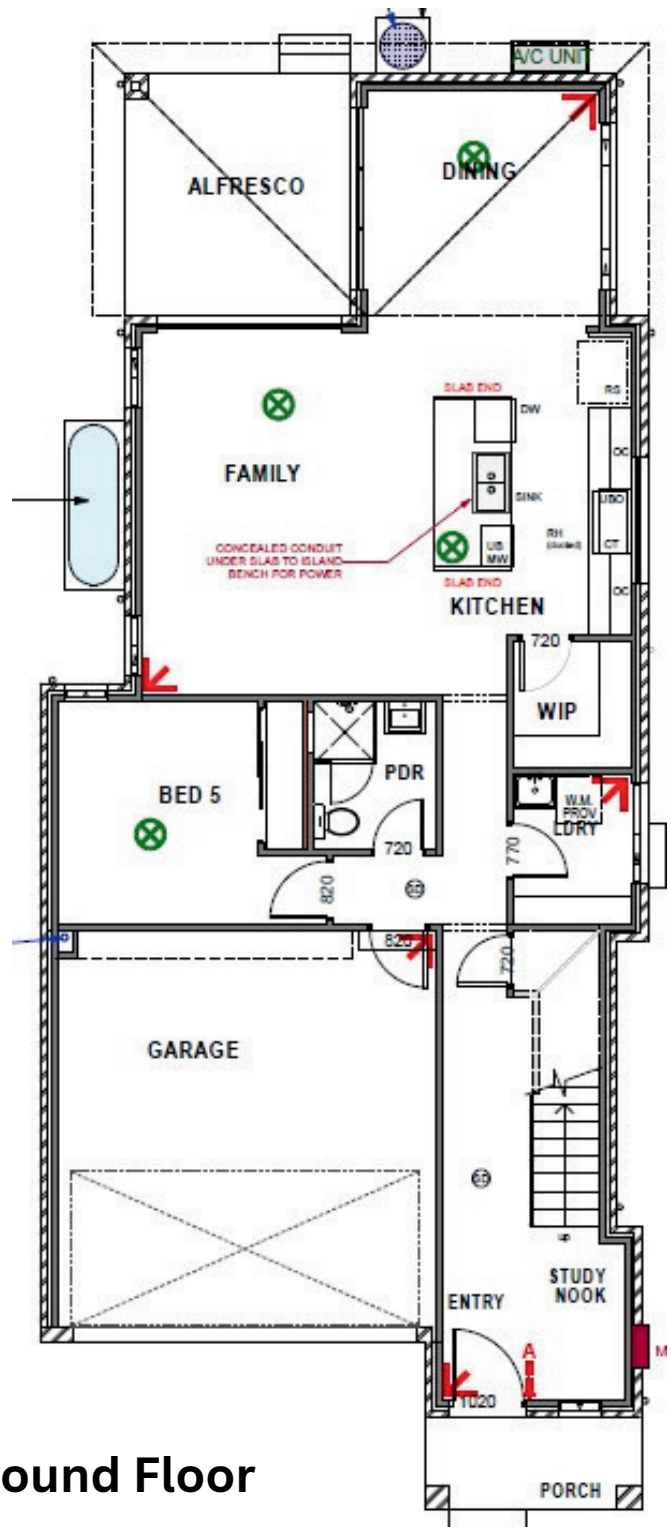 A/C UNIT
ALFRESCO
DINING
SLAB END
RS
DW
OC
FAMILY
SINK
UBO
CONCEALED CONDUIT
UNDER SLAB TO ISLAND
BENCH FOR POWER
RH
(ducted)
CT
UB
MW
SLAB END
OC
KITCHEN
720
WIP
BED 5
PDR
W.M.
PROV
LDRY
720
770
820
SD
820
720
GARAGE
SD
STUDY
NOOK
ENTRY
A
M
1020
ound Floor
PORCH